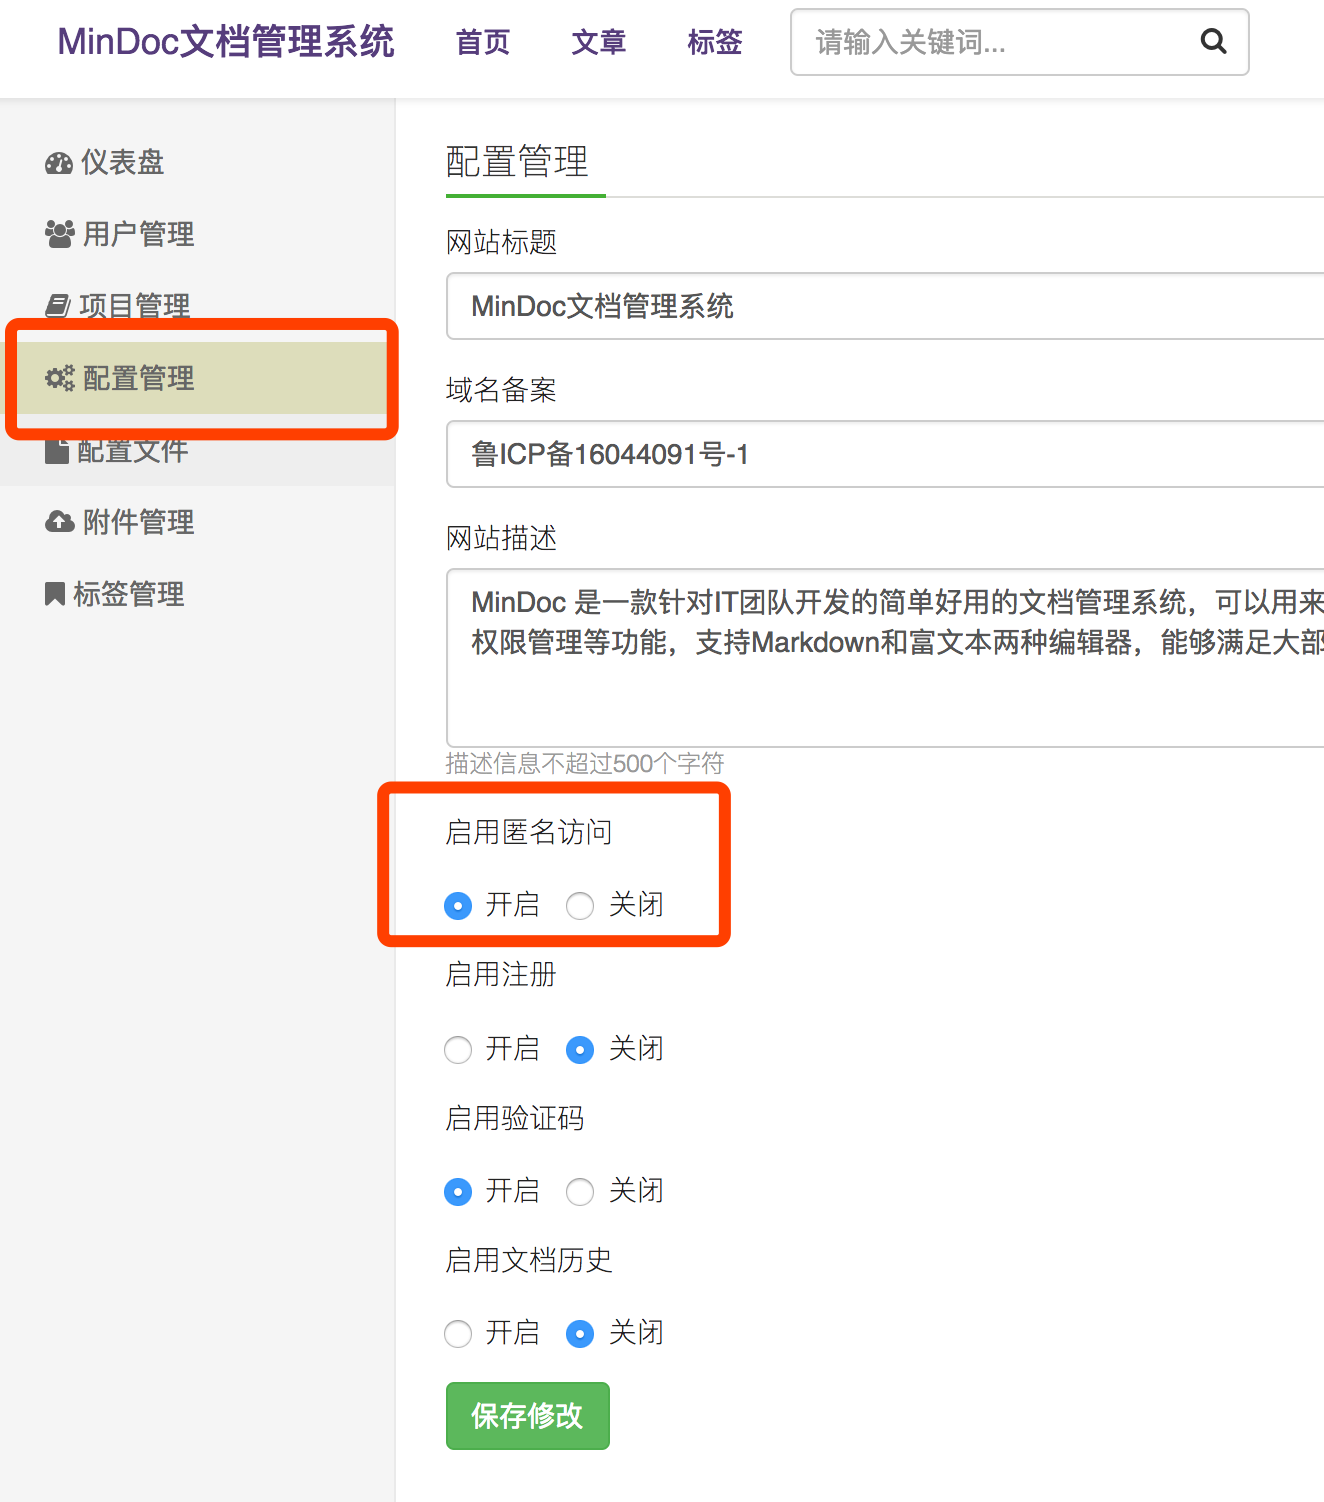 MinDoc文档管理系统 首页 文章 标签 请输入关键词...
仪表盘
用户管理
项目管理
配置管理
配置文件
附件管理
标签管理
配置管理
网站标题
MinDoc文档管理系统
域名备案
鲁ICP备16044091号-1
网站描述
MinDoc 是一款针对IT团队开发的简单好用的文档管理系统，可以用来
权限管理等功能，支持Markdown和富文本两种编辑器，能够满足大部
描述信息不超过500个字符
启用匿名访问
开启 关闭
启用注册
开启 关闭
启用验证码
开启 关闭
启用文档历史
开启 关闭
保存修改